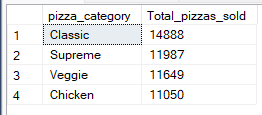 pizza_category Total_pizzas_sold
1 Classic 14888
2 Supreme 11987
3 Veggie 11649
4 Chicken 11050